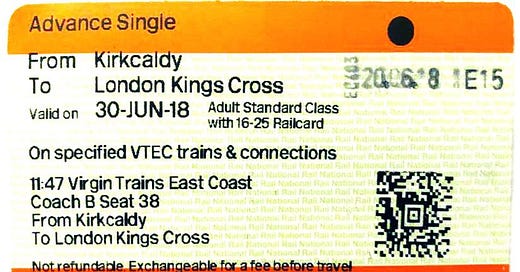 Advance Single
From Kirkcaldy
To London Kings Cross
Valid on 30-JUN-18 Adult Standard Class
with 16-25 Railcard
On specified VTEC trains & connections
11:47 Virgin Trains East Coast
Coach B Seat 38
From Kirkcaldy
To London Kings Cross
Not refundable. Exchangeable for a fee before travel